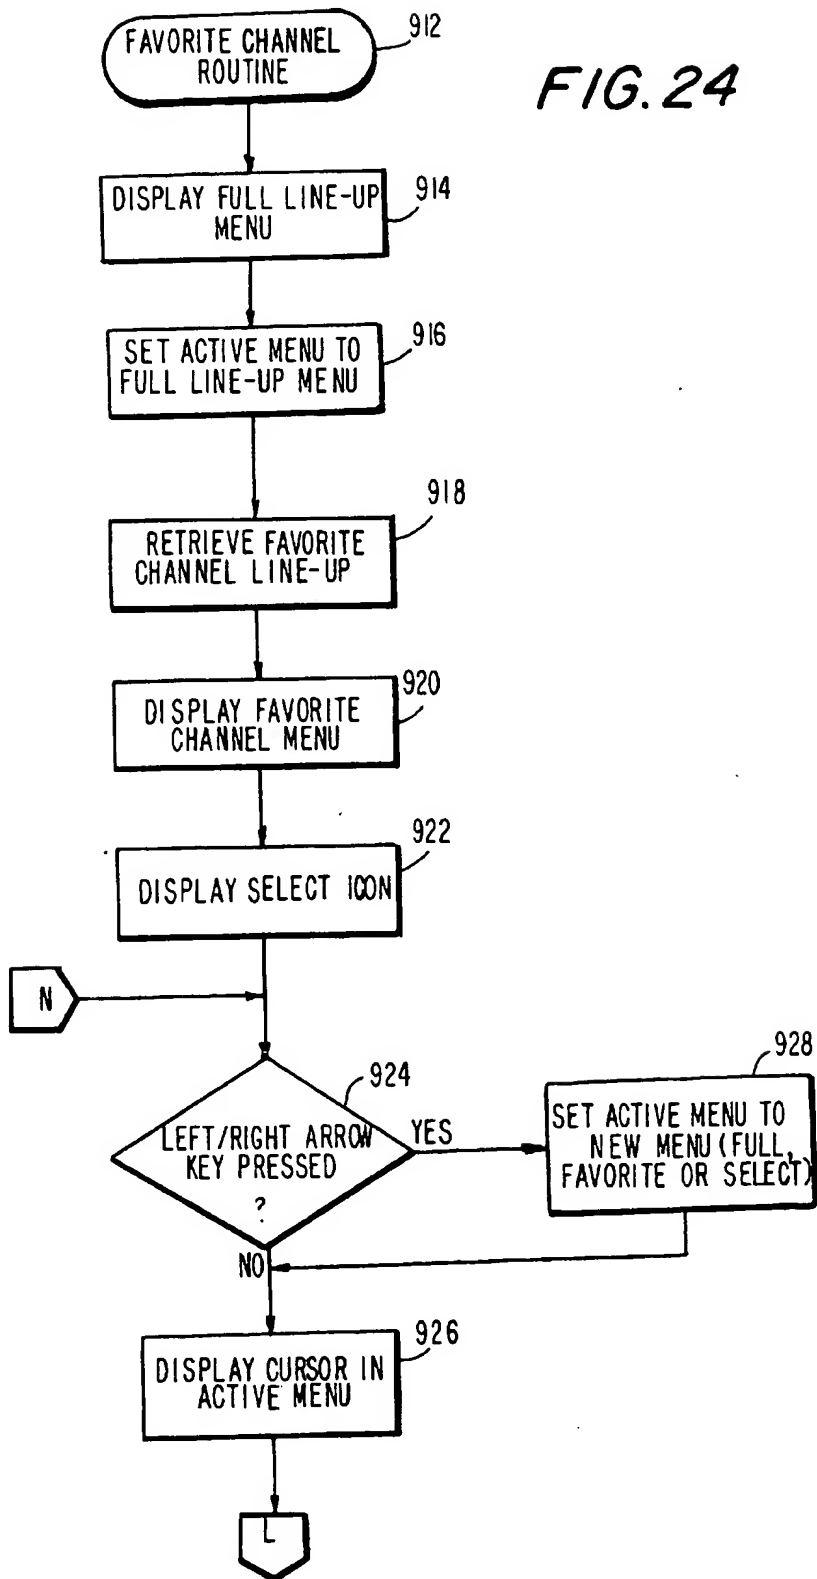 FAVORITE CHANNEL
ROUTINE
912
FIG. 24
DISPLAY FULL LINE-UP
MENU
914
SET ACTIVE MENU TO
FULL LINE-UP MENU
916
RETRIEVE FAVORITE
CHANNEL LINE-UP
918
DISPLAY FAVORITE
CHANNEL MENU
920
DISPLAY SELECT ICON
922
N
LEFT/RIGHT ARROW
KEY PRESSED
?
924
YES
SET ACTIVE MENU TO
NEW MENU (FULL,
FAVORITE OR SELECT)
928
NO
DISPLAY CURSOR IN
ACTIVE MENU
926
L